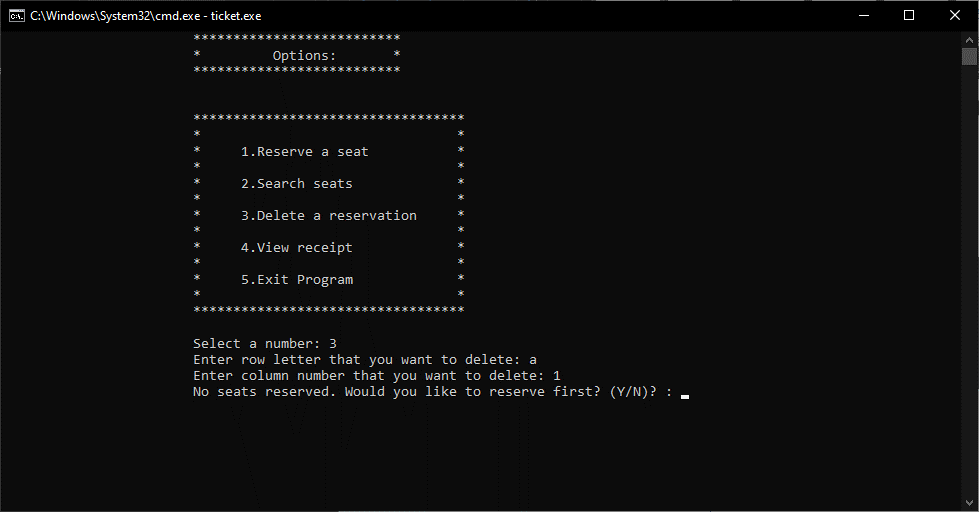 C:\Windows\System32\cmd.exe - ticket.exe
**************************
* Options: *
**************************
**********************************
* *
* 1.Reserve a seat *
* *
* 2.Search seats *
* *
* 3.Delete a reservation *
* *
* 4.View receipt *
* *
* 5.Exit Program *
* *
**********************************
Select a number: 3
Enter row letter that you want to delete: a
Enter column number that you want to delete: 1
No seats reserved. Would you like to reserve first? (Y/N)? :